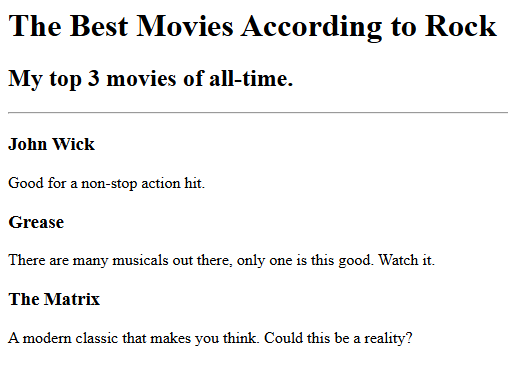 The Best Movies According to Rock
My top 3 movies of all-time.
John Wick
Good for a non-stop action hit.
Grease
There are many musicals out there, only one is this good. Watch it.
The Matrix
A modern classic that makes you think. Could this be a reality?